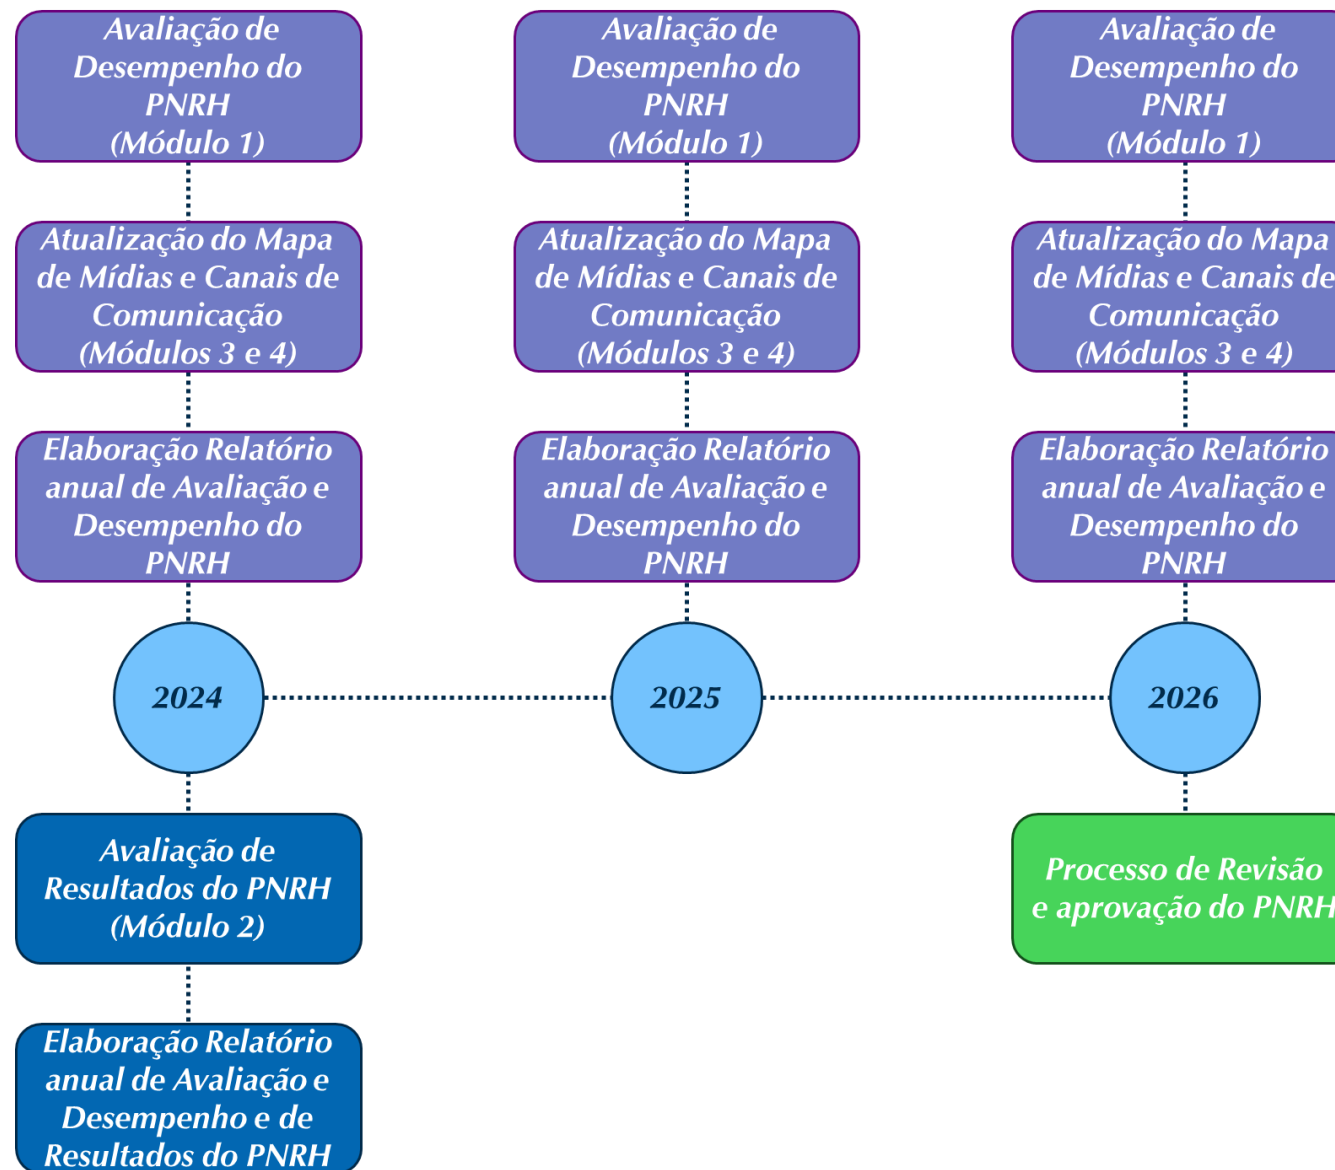 Avaliação de
Desempenho do
PNRH
(Módulo 1)
Avaliação de
Desempenho do
PNRH
(Módulo 1)
Avaliação de
Desempenho do
PNRH
(Módulo 1)
Atualização do Mapa
de Mídias e Canais de
Comunicação
(Módulos 3 e 4)
Atualização do Mapa
de Mídias e Canais de
Comunicação
(Módulos 3 e 4)
Atualização do Mapa
de Mídias e Canais de
Comunicação
(Módulos 3 e 4)
Elaboração Relatório
anual de Avaliação e
Desempenho do
PNRH
Elaboração Relatório
anual de Avaliação e
Desempenho do
PNRH
Elaboração Relatório
anual de Avaliação e
Desempenho do
PNRH
2024
2025
2026
Avaliação de
Resultados do PNRH
(Módulo 2)
Processo de Revisão
e aprovação do PNRH
Elaboração Relatório
anual de Avaliação e
Desempenho e de
Resultados do PNRH